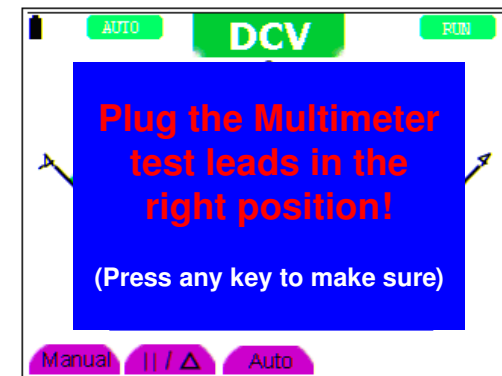 AUTO DCV RUN
Plug the Multimeter
test leads in the
right position!
(Press any key to make sure)
Manual || / Δ Auto